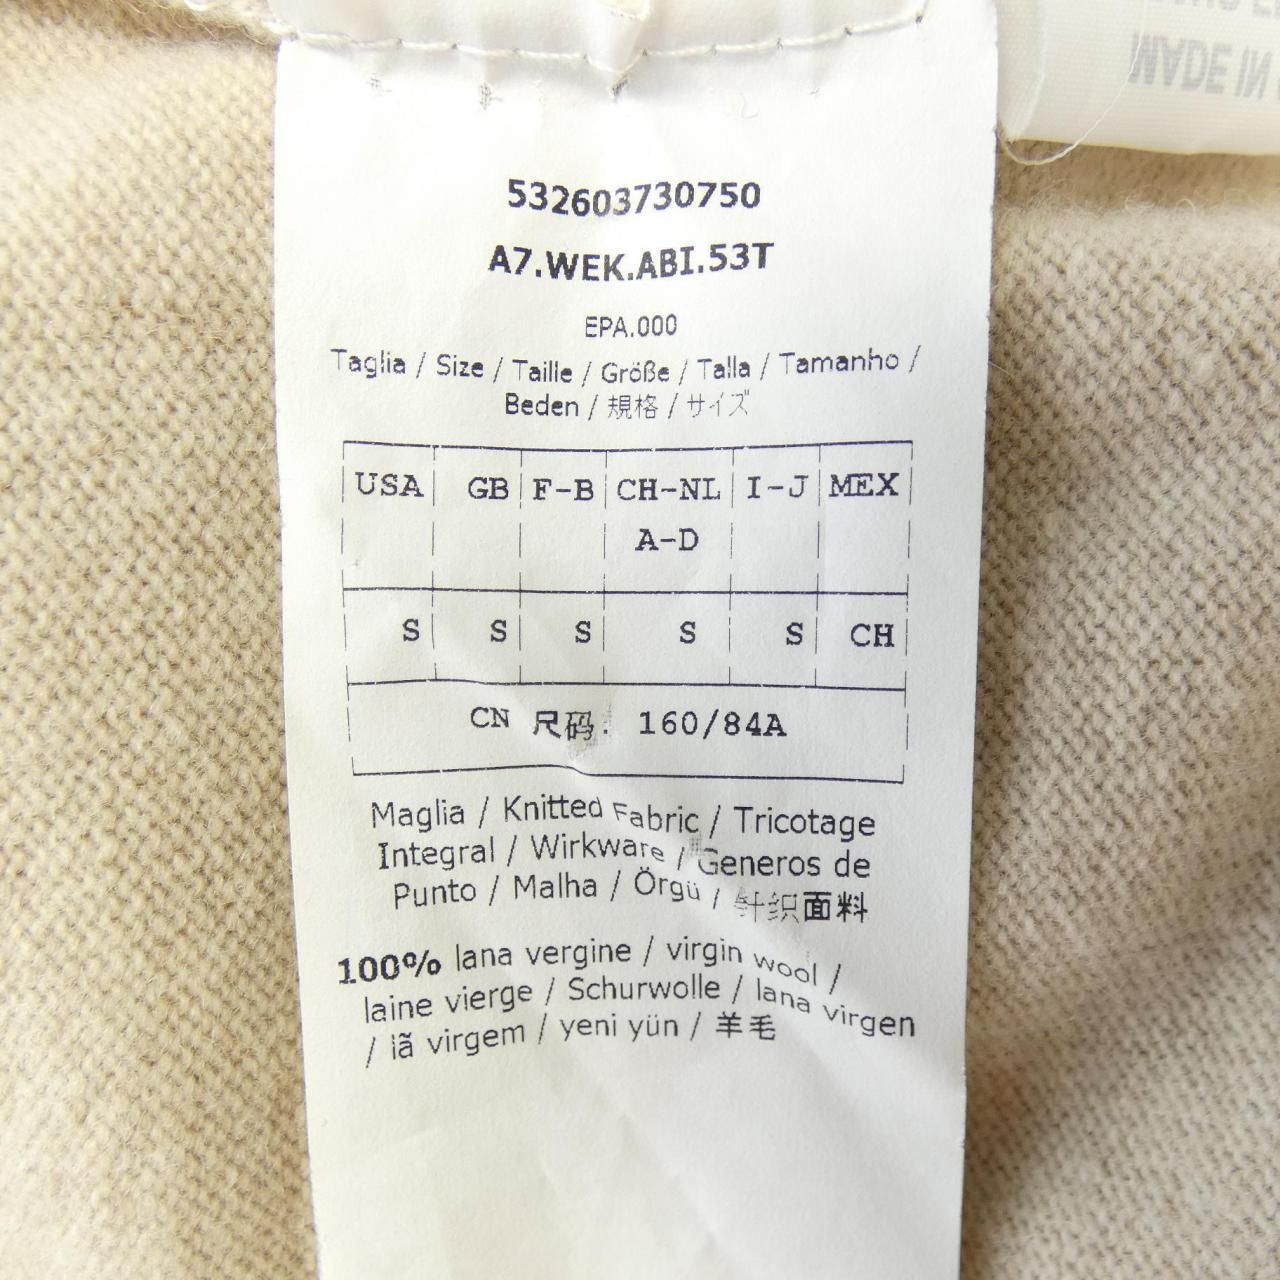 MADE IN
532603730750
A7.WEK.ABI.53T
EPA.000
Taglia / Size / Taille / Größe / Talla / Tamanho /
Beden / 規格 / サイズ
USA GB F-B CH-NL I-J MEX
A-D
S S S S S CH
CN 尺码: 160/84A
Maglia / Knitted Fabric / Tricotage
Integral / Wirkware / Generos de
Punto / Malha / Örgü / 针织面料
100% lana vergine / virgin wool /
laine vierge / Schurwolle / lana virgen
/ lã virgem / yeni yün / 羊毛